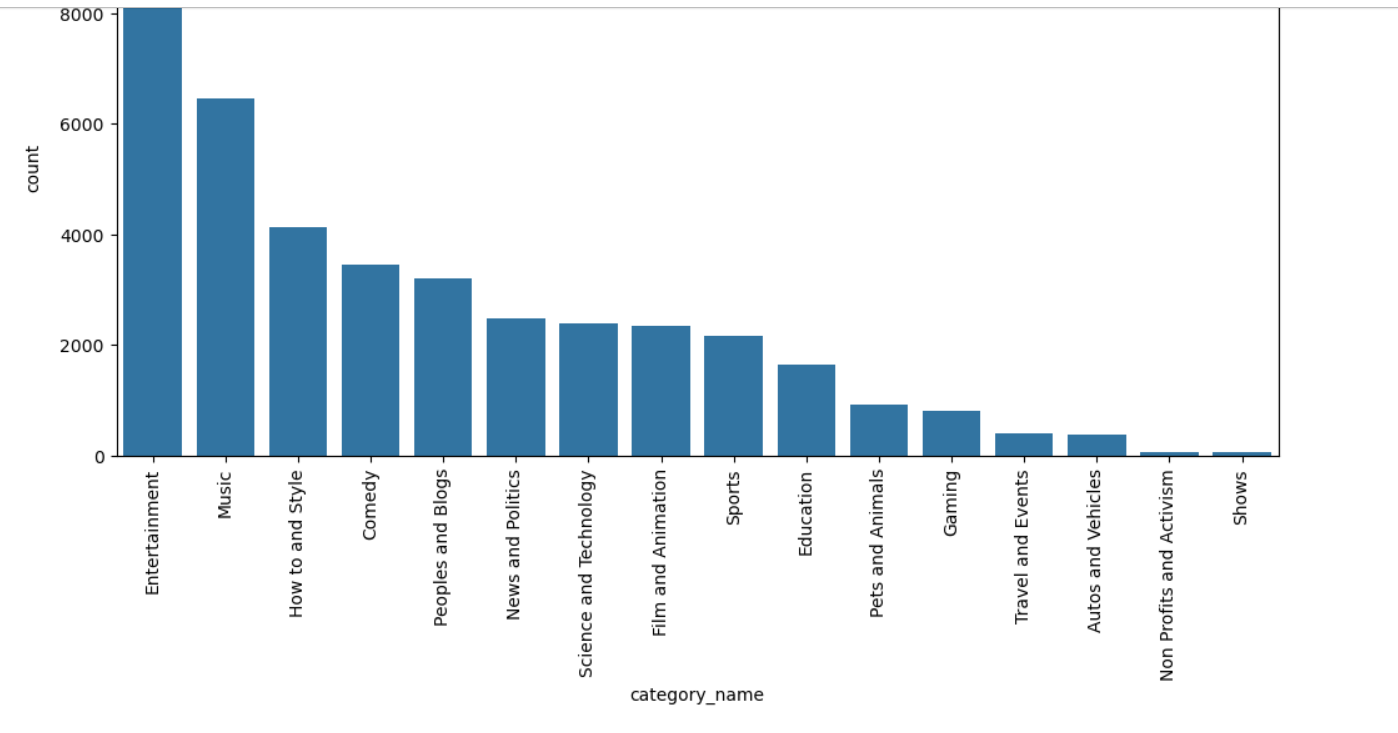 8000
6000
4000
2000
0
count
Entertainment
Music
How to and Style
Comedy
Peoples and Blogs
News and Politics
Science and Technology
Film and Animation
Sports
Education
Pets and Animals
Gaming
Travel and Events
Autos and Vehicles
Non Profits and Activism
Shows
category_name